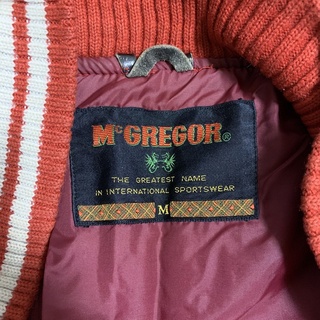 McGREGOR®
THE GREATEST NAME
IN INTERNATIONAL SPORTSWEAR
M